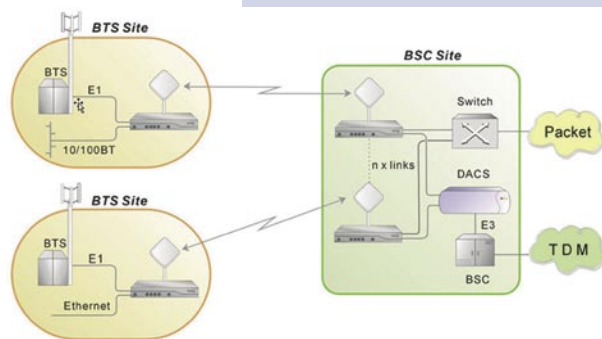 BTS Site
BTS
E1
10/100BT
BTS Site
BTS
E1
Ethernet
BSC Site
Switch
n x links
DACS
E3
BSC
Packet
TDM